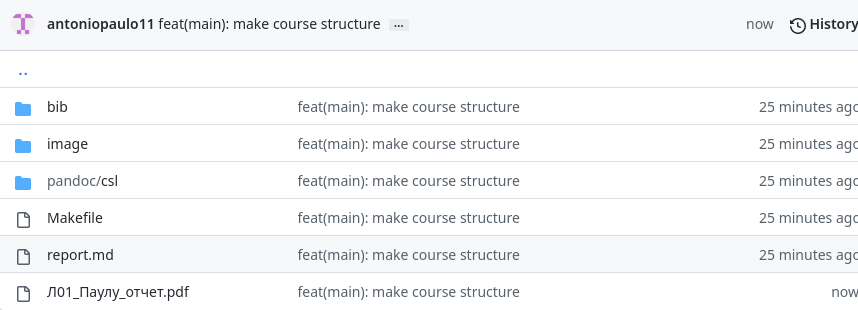 antoniopaulo11 feat(main): make course structure ... now History
..
bib feat(main): make course structure 25 minutes ago
image feat(main): make course structure 25 minutes ago
pandoc/csl feat(main): make course structure 25 minutes ago
Makefile feat(main): make course structure 25 minutes ago
report.md feat(main): make course structure 25 minutes ago
Л01_Паулу_отчет.pdf feat(main): make course structure now